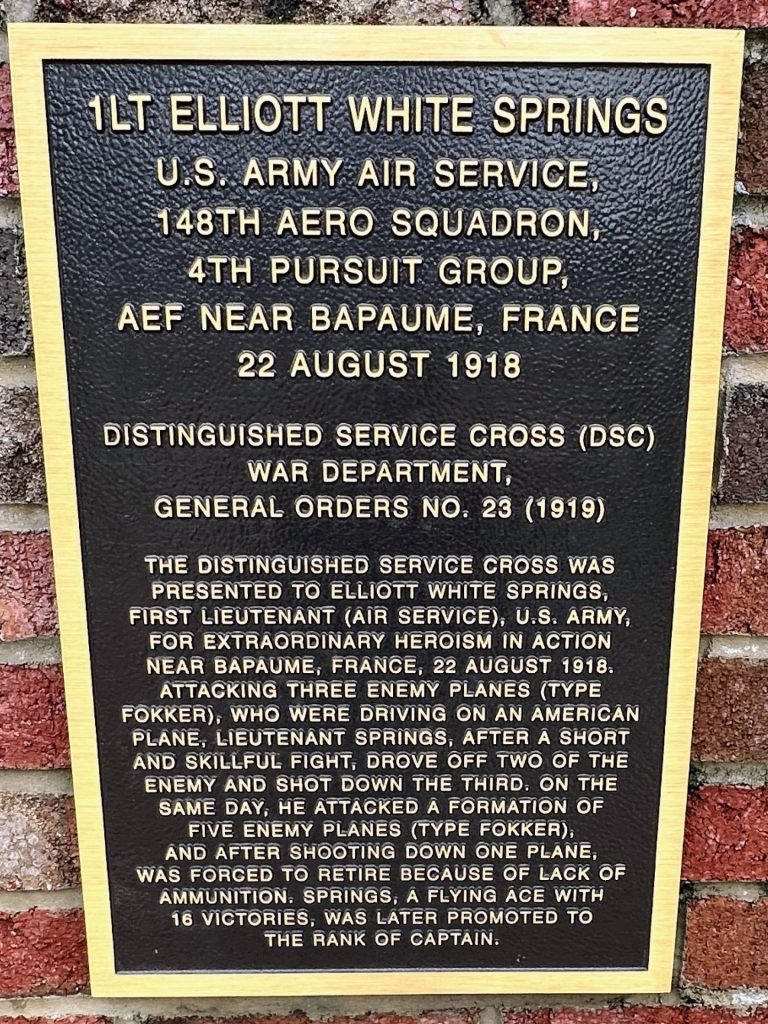 1LT ELLIOTT WHITE SPRINGS
U.S. ARMY AIR SERVICE,
148TH AERO SQUADRON,
4TH PURSUIT GROUP,
AEF NEAR BAPAUME, FRANCE
22 AUGUST 1918
DISTINGUISHED SERVICE CROSS (DSC)
WAR DEPARTMENT,
GENERAL ORDERS NO. 23 (1919)
THE DISTINGUISHED SERVICE CROSS WAS
PRESENTED TO ELLIOTT WHITE SPRINGS,
FIRST LIEUTENANT (AIR SERVICE), U.S. ARMY,
FOR EXTRAORDINARY HEROISM IN ACTION
NEAR BAPAUME, FRANCE, 22 AUGUST 1918.
ATTACKING THREE ENEMY PLANES (TYPE
FOKKER), WHO WERE DRIVING ON AN AMERICAN
PLANE, LIEUTENANT SPRINGS, AFTER A SHORT
AND SKILLFUL FIGHT, DROVE OFF TWO OF THE
ENEMY AND SHOT DOWN THE THIRD. ON THE
SAME DAY, HE ATTACKED A FORMATION OF
FIVE ENEMY PLANES (TYPE FOKKER),
AND AFTER SHOOTING DOWN ONE PLANE,
WAS FORCED TO RETIRE BECAUSE OF LACK OF
AMMUNITION. SPRINGS, A FLYING ACE WITH
16 VICTORIES, WAS LATER PROMOTED TO
THE RANK OF CAPTAIN.